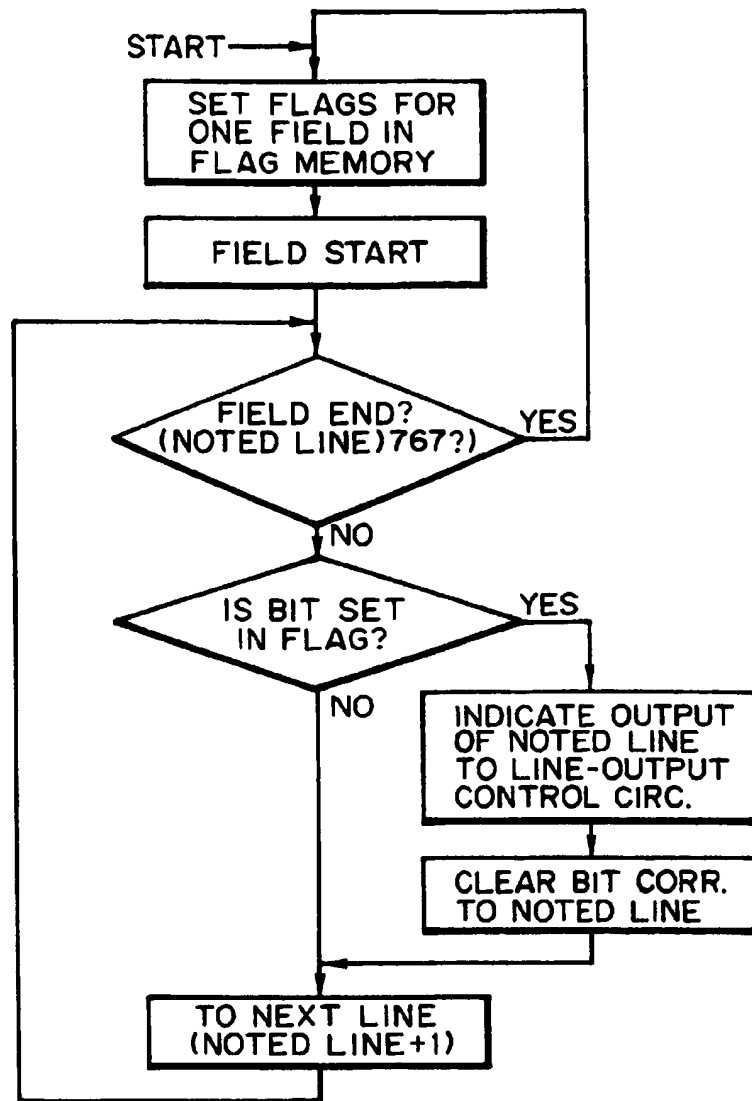 START
SET FLAGS FOR
ONE FIELD IN
FLAG MEMORY
FIELD START
FIELD END?
(NOTED LINE)767?)
YES
NO
IS BIT SET
IN FLAG?
YES
NO
INDICATE OUTPUT
OF NOTED LINE
TO LINE-OUTPUT
CONTROL CIRC.
CLEAR BIT CORR.
TO NOTED LINE
TO NEXT LINE
(NOTED LINE+1)